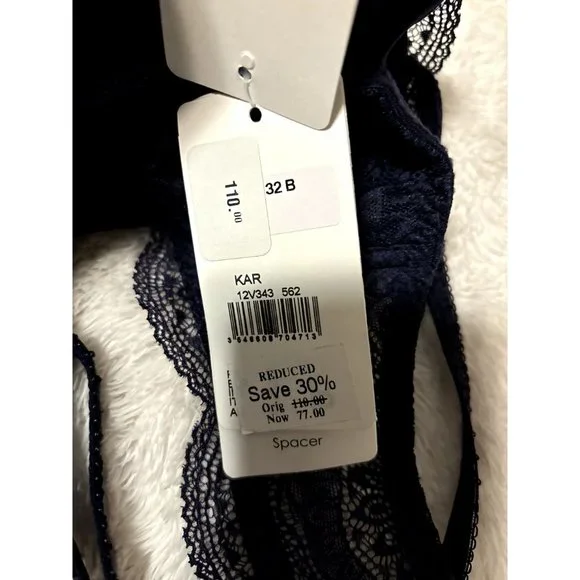 110.00
32 B
KAR
12V343 562
REDUCED
Save 30%
Orig 110.00
Now 77.00
Spacer